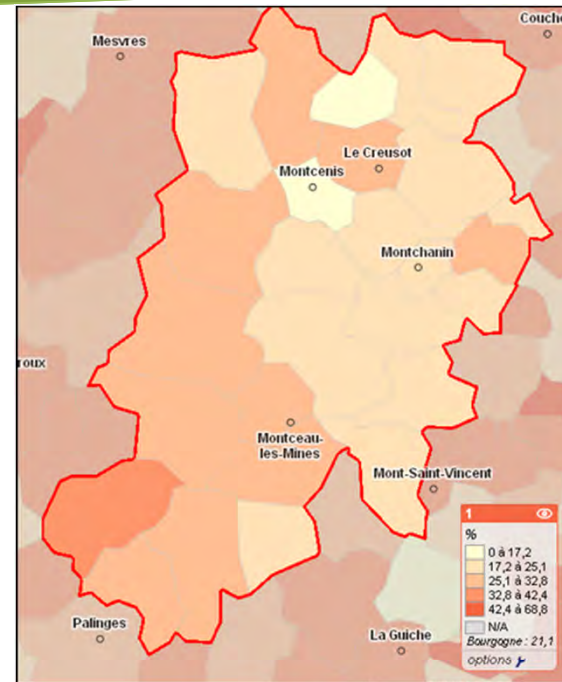 Couche
Mesvres
Le Creusot
Montcenis
Montchanin
roux
Montceau-
les-Mines
Mont-Saint-Vincent
Palinges
La Guiche
1
%
0 à 17,2
17,2 à 25,1
25,1 à 32,8
32,8 à 42,4
42,4 à 68,8
N/A
Bourgogne : 21,1
options